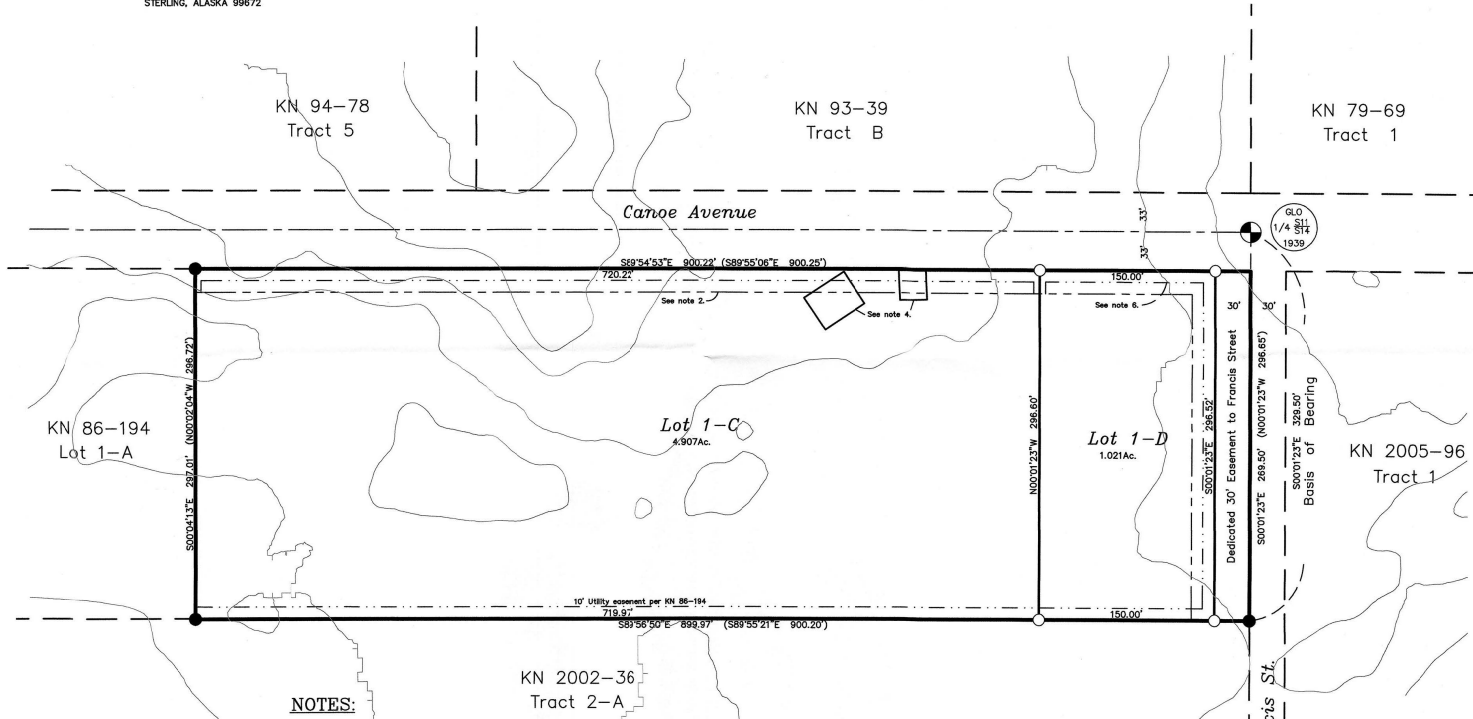 STERLING, ALASKA 99672
KN 94-78
Tract 5
KN 93-39
Tract B
KN 79-69
Tract 1
Canoe Avenue
33'
33'
GLO
1/4 S11
S14
1939
S89°54'53"E 900.22' (S89°55'06"E 900.25')
720.22'
150.00'
See note 2.
See note 4.
See note 6.
30'
30'
S00°04'13"E 297.01' (N00°02'04"W 296.72')
KN 86-194
Lot 1-A
Lot 1-C
4.907Ac.
N00°01'23"W 296.60'
Lot 1-D
1.021Ac.
S00°01'23"E 296.52'
Dedicated 30' Easement to Francis Street
S00°01'23"E 269.50' (N00°01'23"W 296.65')
S00°01'23"E 329.50'
Basis of Bearing
KN 2005-96
Tract 1
10' Utility easement per KN 86-194
719.97'
150.00'
S89°56'50"E 899.97' (S89°55'21"E 900.20')
KN 2002-36
Tract 2-A
NOTES:
cis St.